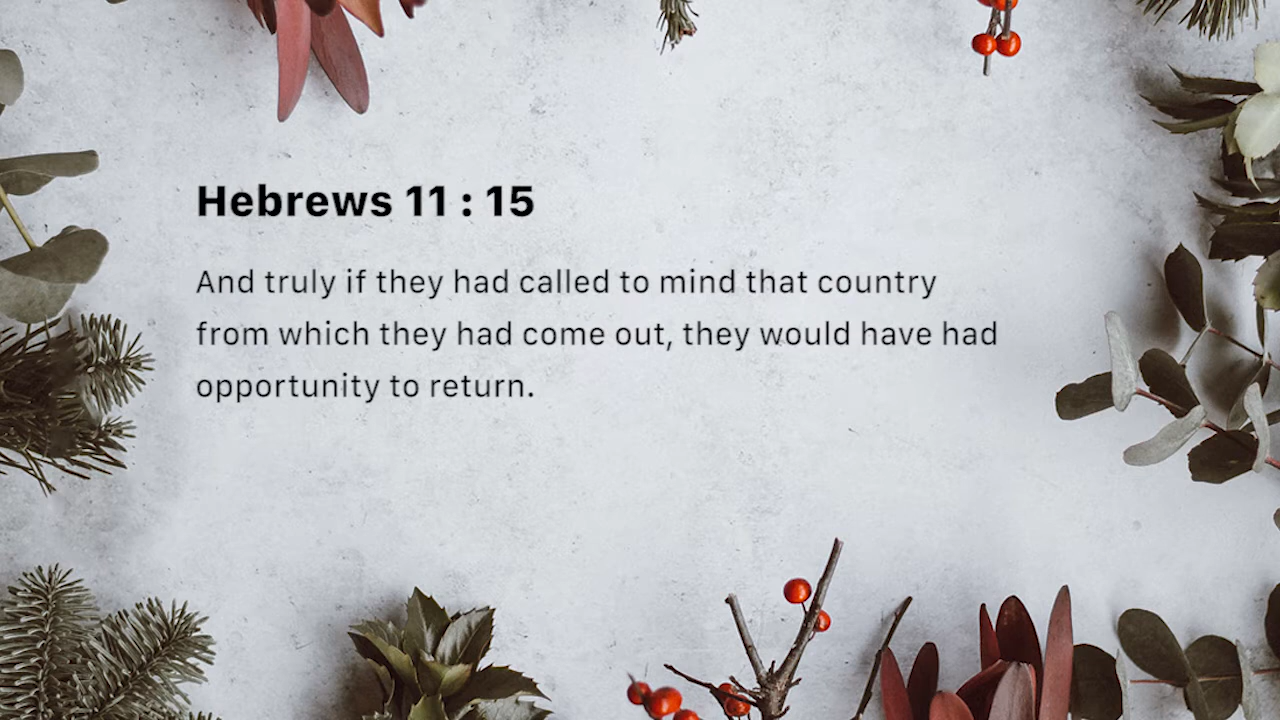 Hebrews 11 : 15
And truly if they had called to mind that country
from which they had come out, they would have had
opportunity to return.